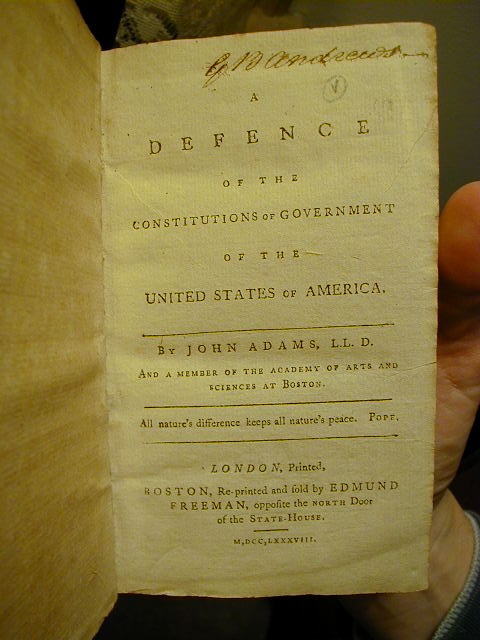 G B Andrews
V
A
DEFENCE
OF THE
CONSTITUTIONS OF GOVERNMENT
OF THE
UNITED STATES OF AMERICA.
BY JOHN ADAMS, LL. D.
AND A MEMBER OF THE ACADEMY OF ARTS AND
SCIENCES AT BOSTON.
All nature's difference keeps all nature's peace. POPE.
LONDON, Printed,
BOSTON, Re-printed and ſold by EDMUND
FREEMAN, oppoſite the NORTH Door
of the STATE-HOUSE.
M,DCC,LXXXVIII.